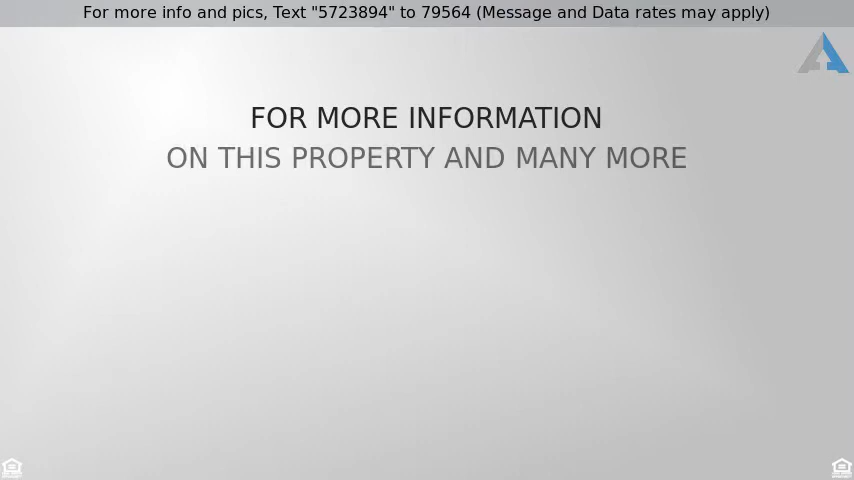 For more info and pics, Text "5723894" to 79564 (Message and Data rates may apply)
FOR MORE INFORMATION
ON THIS PROPERTY AND MANY MORE